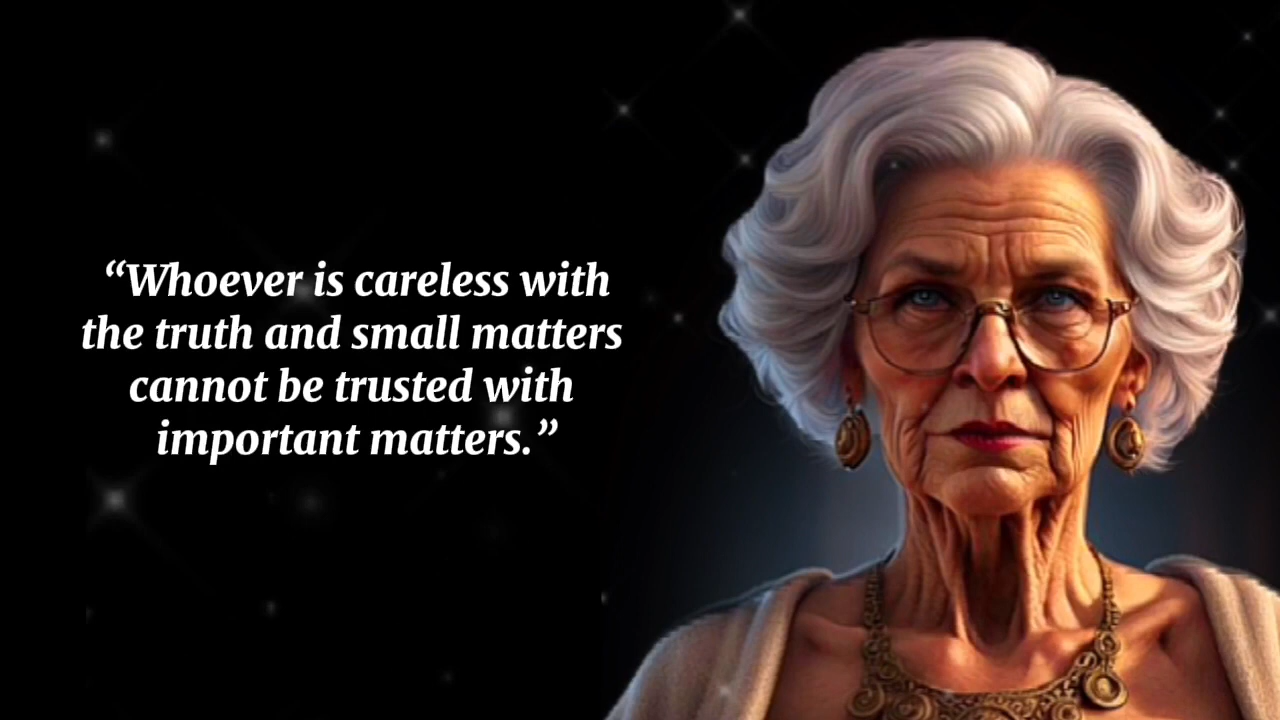 “Whoever is careless with
the truth and small matters
cannot be trusted with
important matters.”